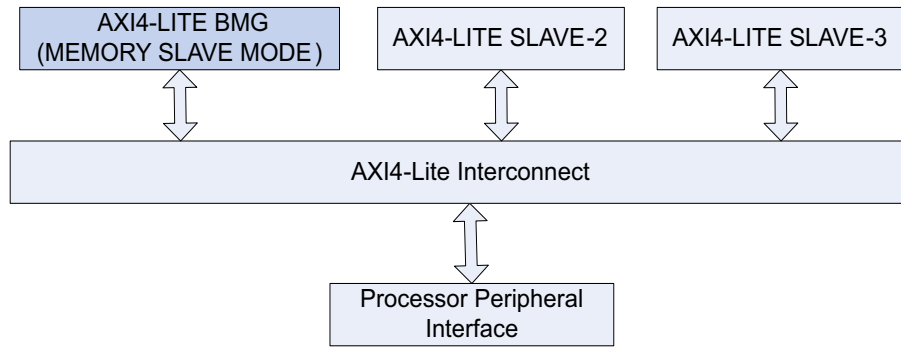 AXI4-LITE BMG
(MEMORY SLAVE MODE)
AXI4-LITE SLAVE-2
AXI4-LITE SLAVE-3
AXI4-Lite Interconnect
Processor Peripheral
Interface